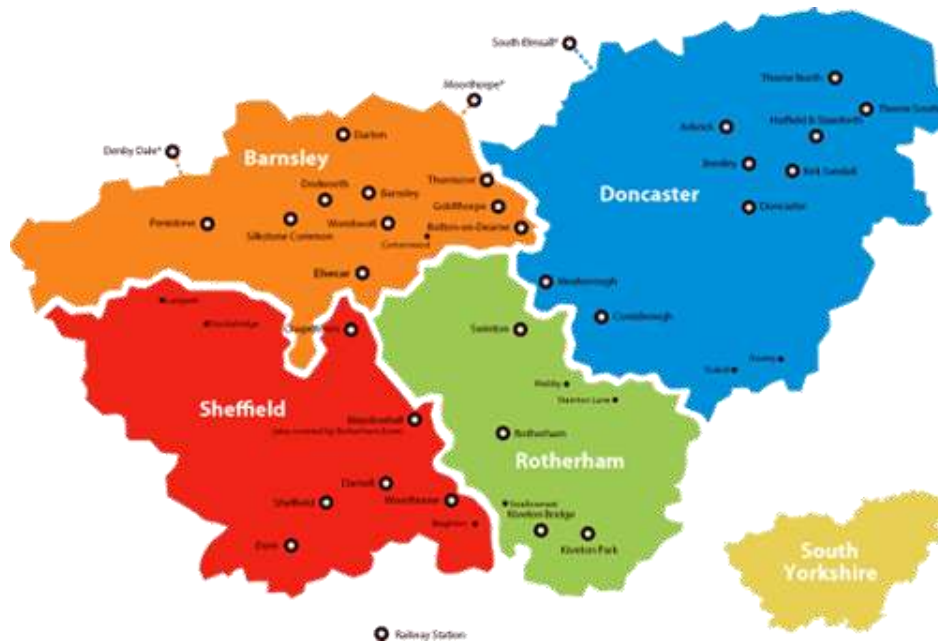 South Elmsall*
Moorthorpe*
Thorne North
Thorne South
Hatfield & Stainforth
Adwick
Darton
Denby Dale*
Barnsley
Bentley
Kirk Sandall
Thurnscoe
Dodworth
Barnsley
Doncaster
Goldthorpe
Doncaster
Penistone
Silkstone Common
Wombwell
Bolton-on-Dearne
Elsecar
Mexborough
Conisbrough
Chapeltown
Swinton
Maltby
Sheffield
Meadowhall
Rotherham
Rotherham
Darnall
Sheffield
Woodhouse
Kiveton Bridge
Dore
Kiveton Park
South
Yorkshire
Railway Station